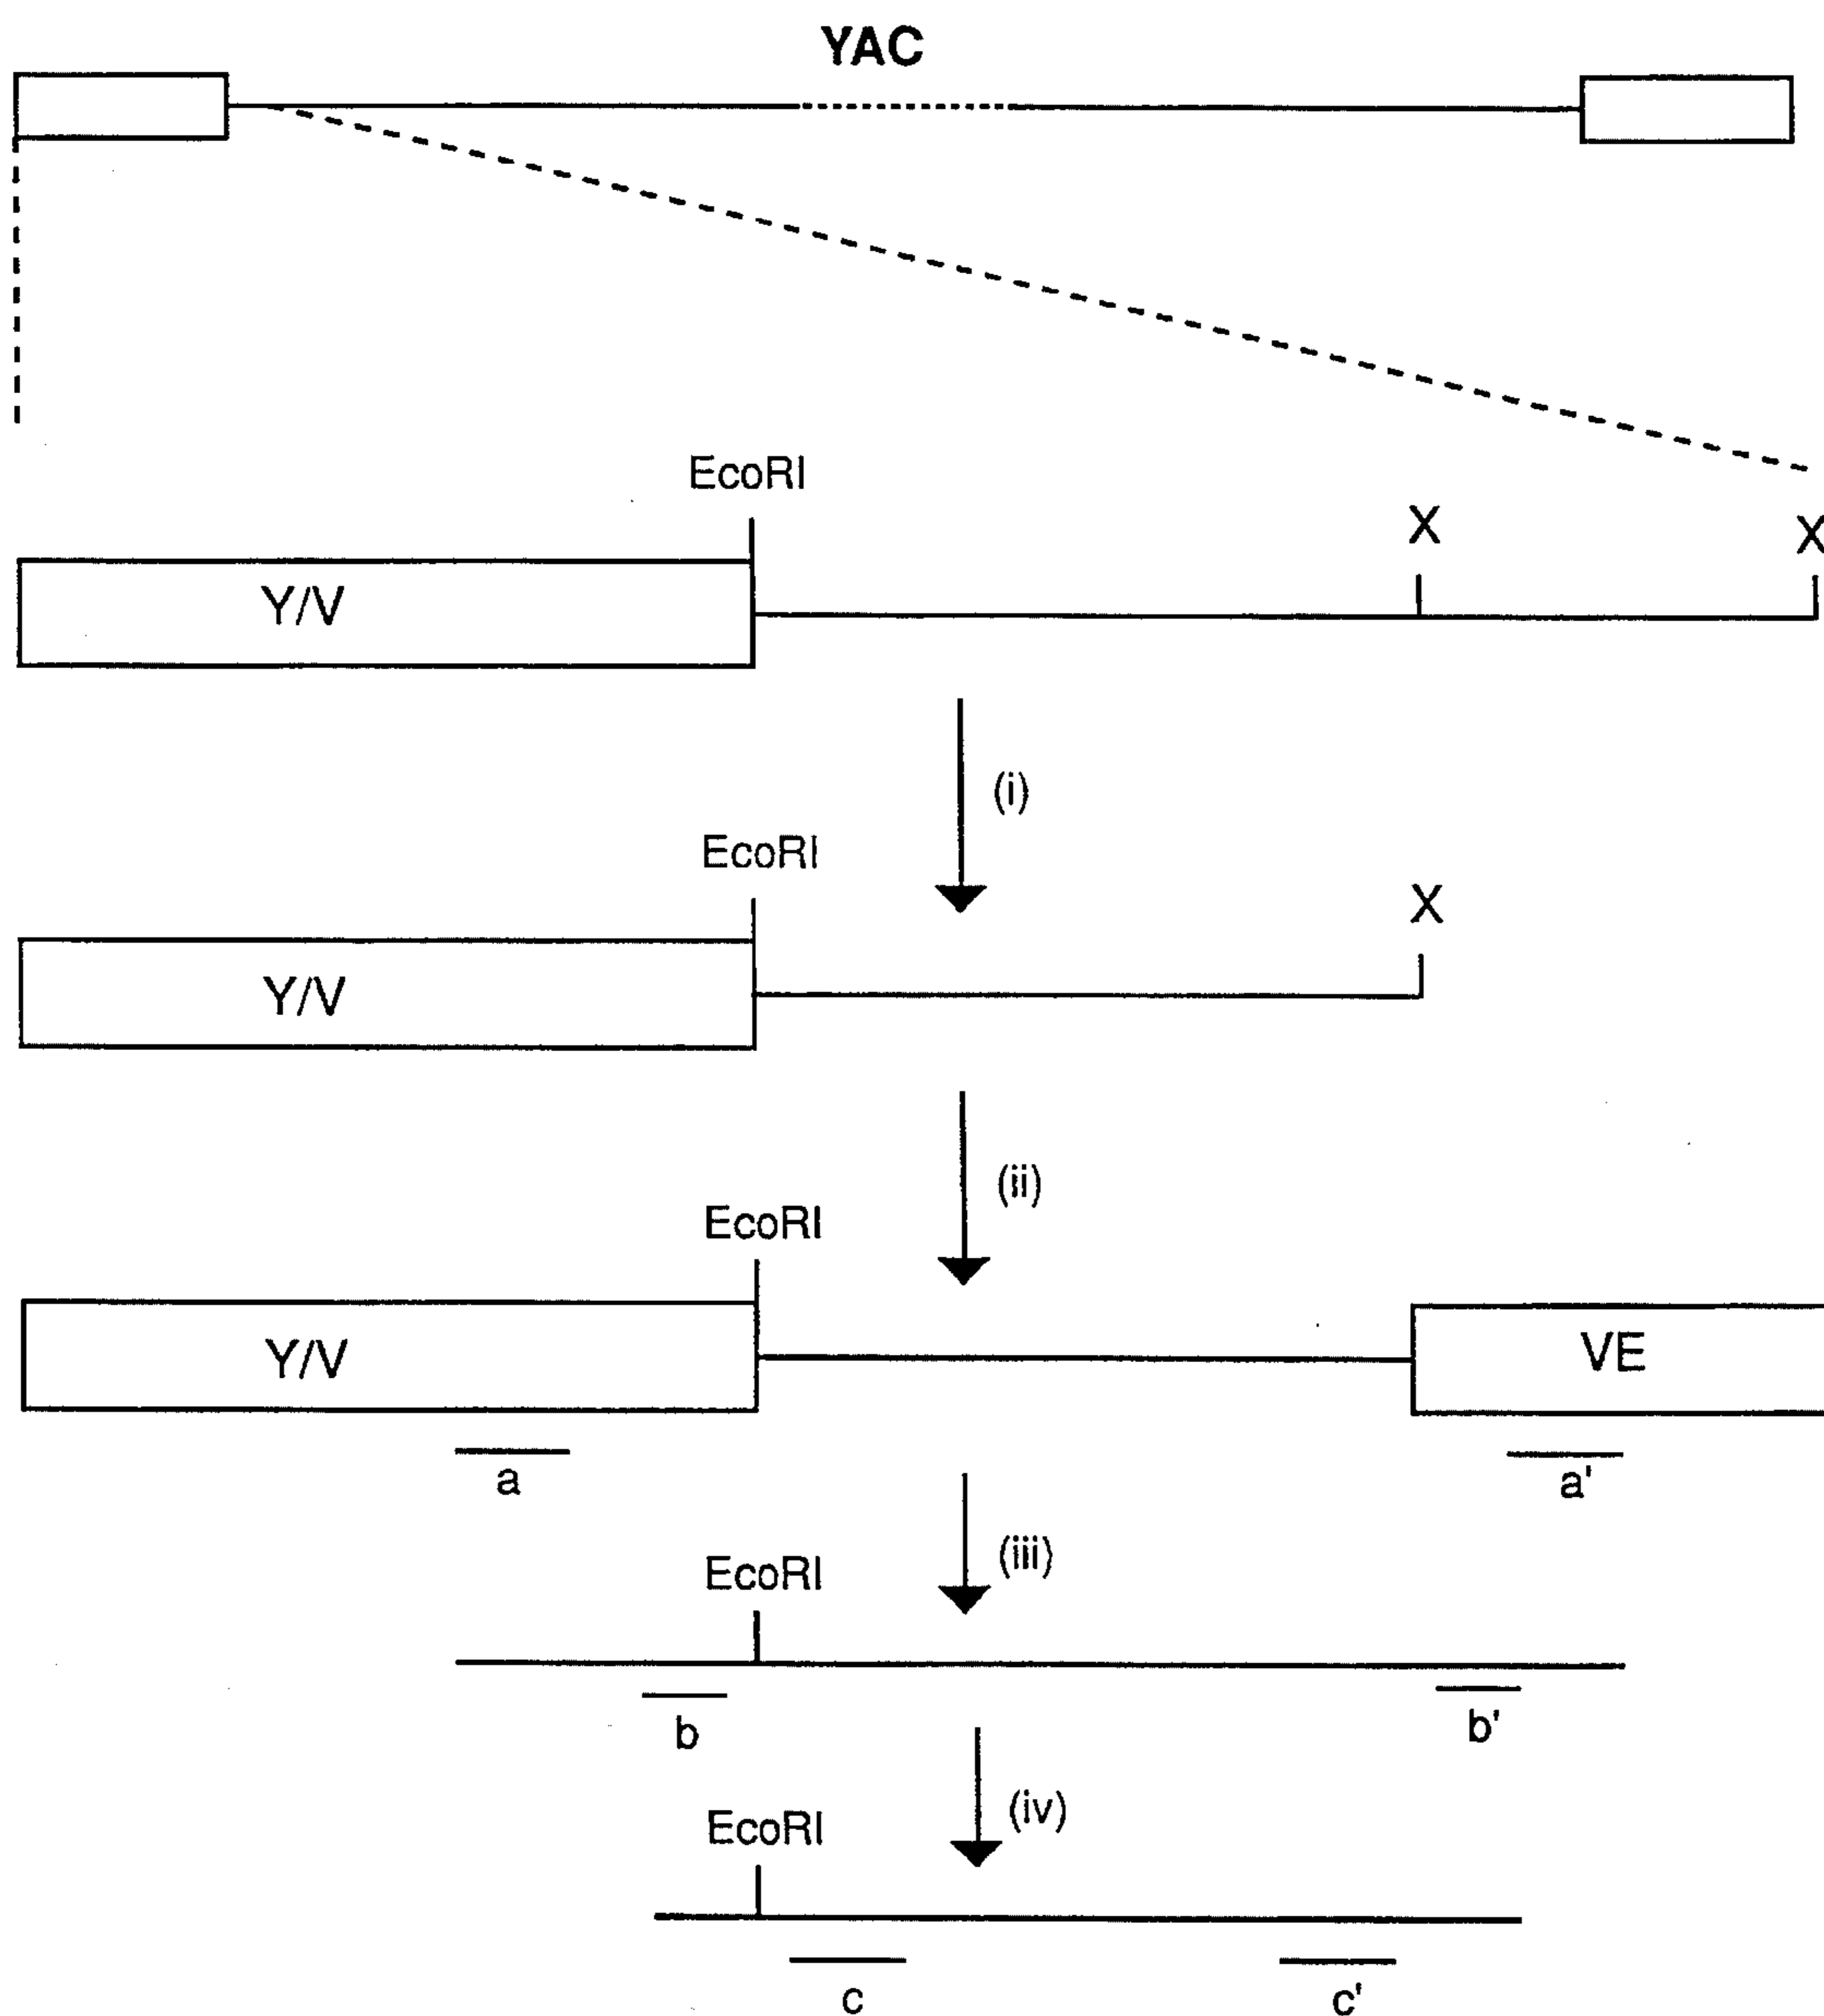 YAC
EcoRI
X
X
Y/V
(i)
EcoRI
X
Y/V
(ii)
EcoRI
Y/V
VE
a
a'
(iii)
EcoRI
b
b'
(iv)
EcoRI
c
c'